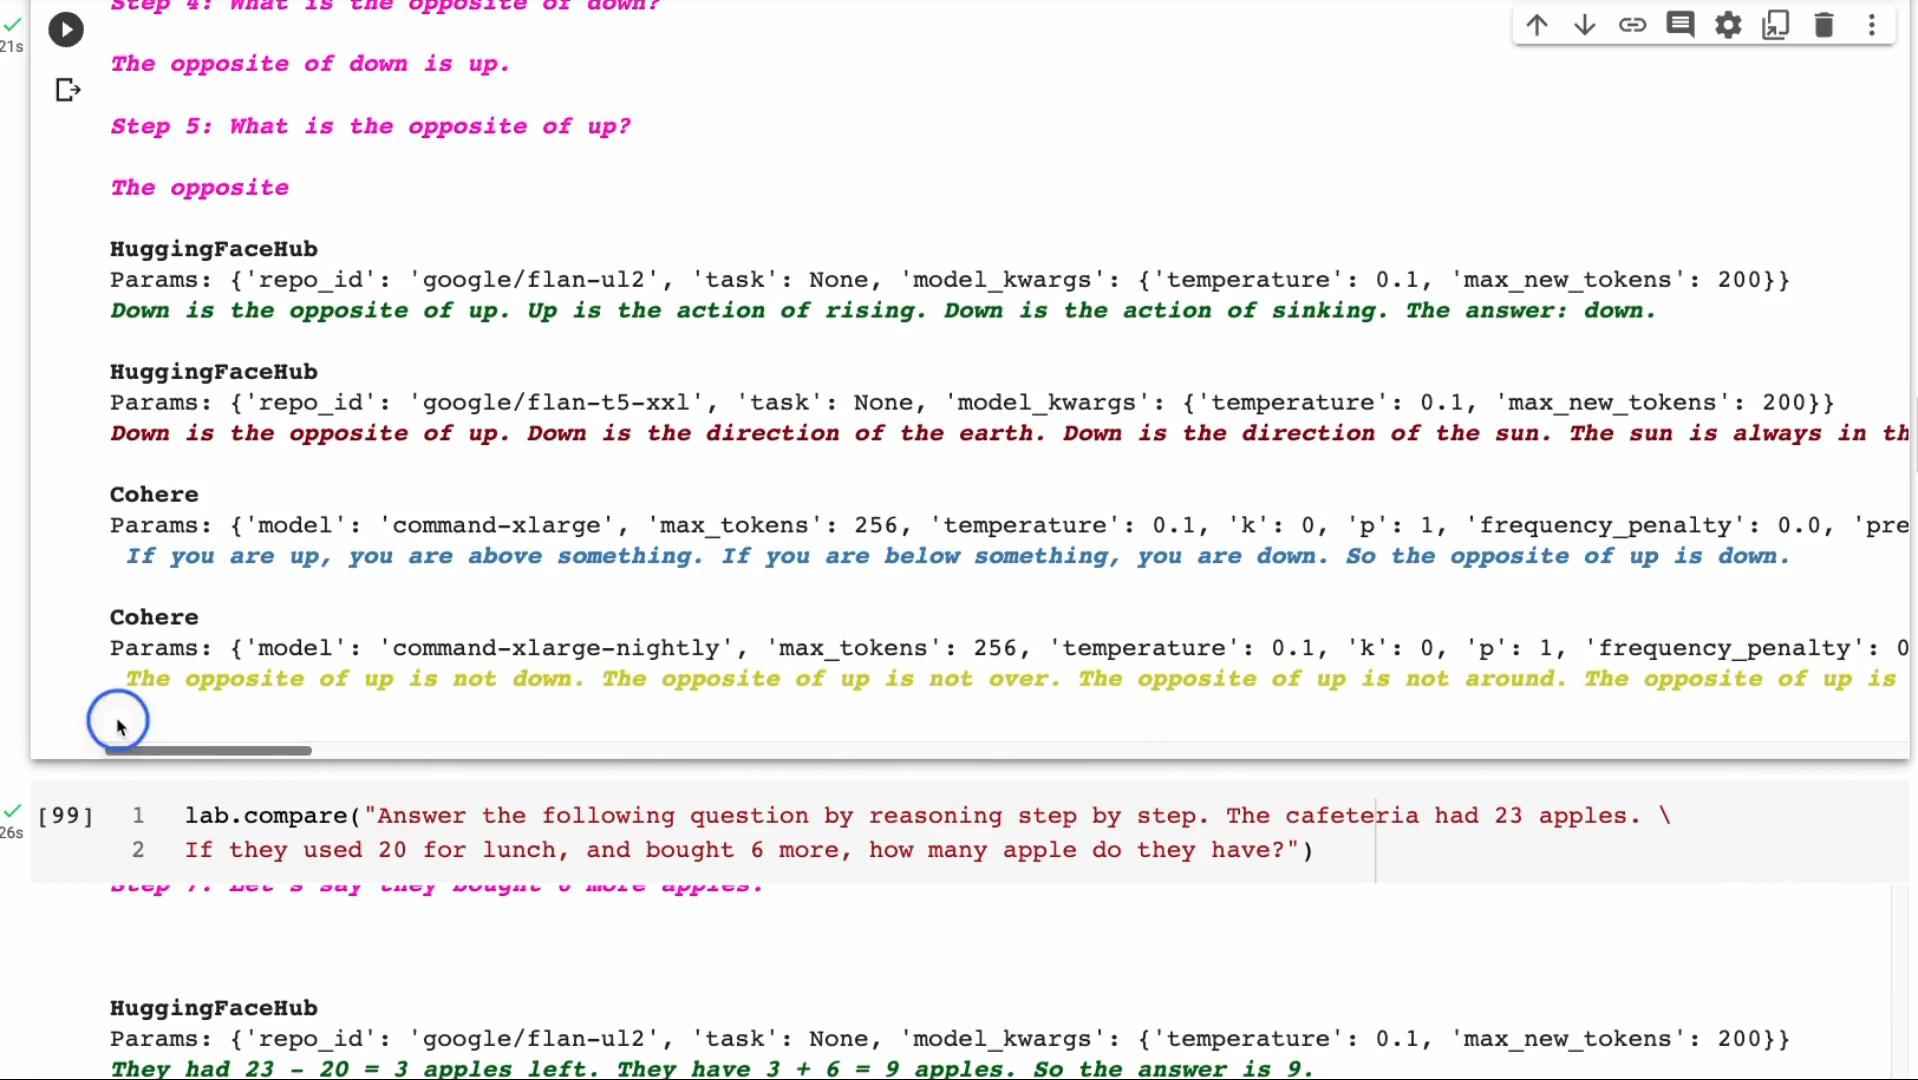 Step 4: What is the opposite of down?
21s
The opposite of down is up.
Step 5: What is the opposite of up?
The opposite
HuggingFaceHub
Params: {'repo_id': 'google/flan-ul2', 'task': None, 'model_kwargs': {'temperature': 0.1, 'max_new_tokens': 200}}
Down is the opposite of up. Up is the action of rising. Down is the action of sinking. The answer: down.
HuggingFaceHub
Params: {'repo_id': 'google/flan-t5-xxl', 'task': None, 'model_kwargs': {'temperature': 0.1, 'max_new_tokens': 200}}
Down is the opposite of up. Down is the direction of the earth. Down is the direction of the sun. The sun is always in th
Cohere
Params: {'model': 'command-xlarge', 'max_tokens': 256, 'temperature': 0.1, 'k': 0, 'p': 1, 'frequency_penalty': 0.0, 'pre
If you are up, you are above something. If you are below something, you are down. So the opposite of up is down.
Cohere
Params: {'model': 'command-xlarge-nightly', 'max_tokens': 256, 'temperature': 0.1, 'k': 0, 'p': 1, 'frequency_penalty': 0
The opposite of up is not down. The opposite of up is not over. The opposite of up is not around. The opposite of up is
[99] 1 lab.compare("Answer the following question by reasoning step by step. The cafeteria had 23 apples. \
26s
2 If they used 20 for lunch, and bought 6 more, how many apple do they have?")
Step 7: Let's say they bought 6 more apples.
HuggingFaceHub
Params: {'repo_id': 'google/flan-ul2', 'task': None, 'model_kwargs': {'temperature': 0.1, 'max_new_tokens': 200}}
They had 23 - 20 = 3 apples left. They have 3 + 6 = 9 apples. So the answer is 9.